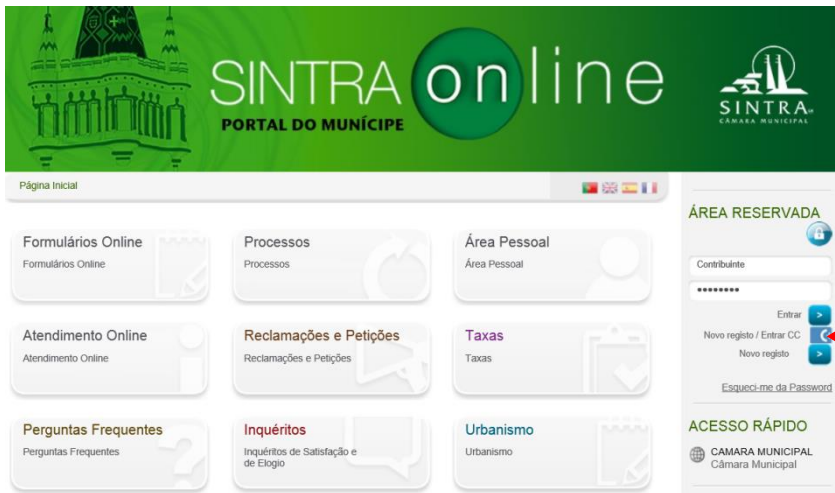 SINTRA online
PORTAL DO MUNÍCIPE
SINTRA
CÂMARA MUNICIPAL
Página Inicial
ÁREA RESERVADA
Contribuinte
••••••••
Entrar >
Novo registo / Entrar CC
Novo registo >
Esqueci-me da Password
ACESSO RÁPIDO
CAMARA MUNICIPAL
Câmara Municipal
Formulários Online
Formulários Online
Processos
Processos
Área Pessoal
Área Pessoal
Atendimento Online
Atendimento Online
Reclamações e Petições
Reclamações e Petições
Taxas
Taxas
Perguntas Frequentes
Perguntas Frequentes
Inquéritos
Inquéritos de Satisfação e
de Elogio
Urbanismo
Urbanismo